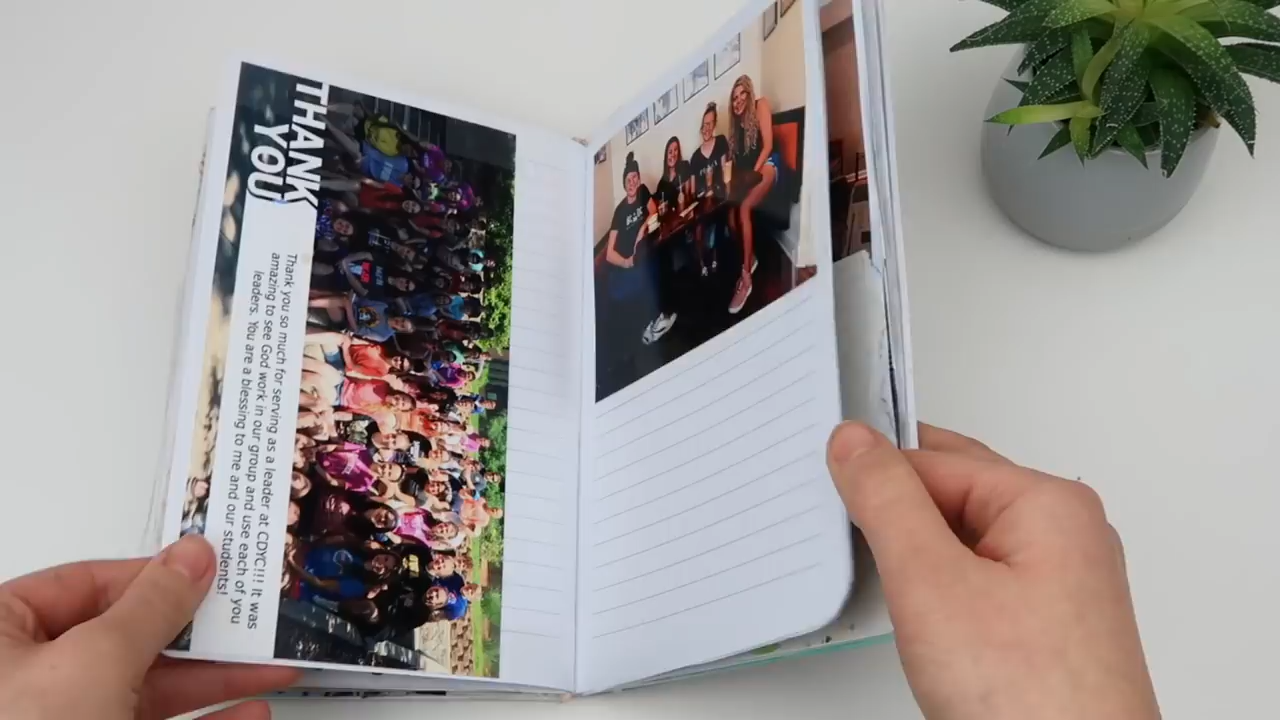 THANK
YOU
Thank you so much for serving as a leader at CDYC!!! It was
amazing to see God work in our group and use each of you
leaders. You are a blessing to me and our students!